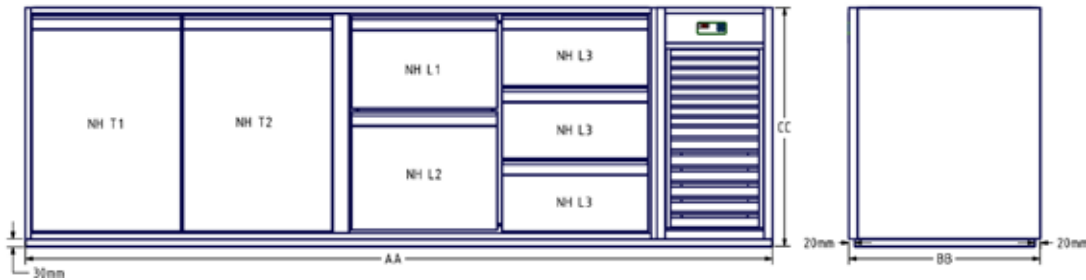 NH T1
NH T2
NH L1
NH L2
NH L3
NH L3
NH L3
CC
30mm
AA
20mm
BB
20mm